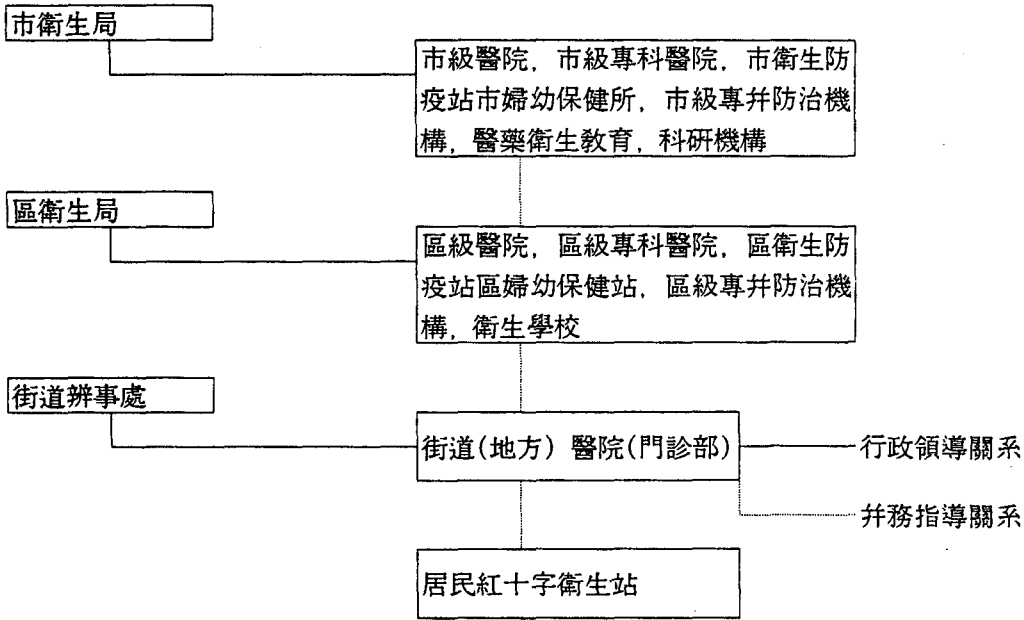 市衛生局
市級醫院，市級專科醫院，市衛生防
疫站市婦幼保健所，市級專幷防治機
構，醫藥衛生敎育，科研機構
區衛生局
區級醫院，區級專科醫院，區衛生防
疫站區婦幼保健站，區級專幷防治機
構，衛生學校
街道辨事處
街道(地方) 醫院(門診部)
行政領導關系
幷務指導關系
居民紅十字衛生站